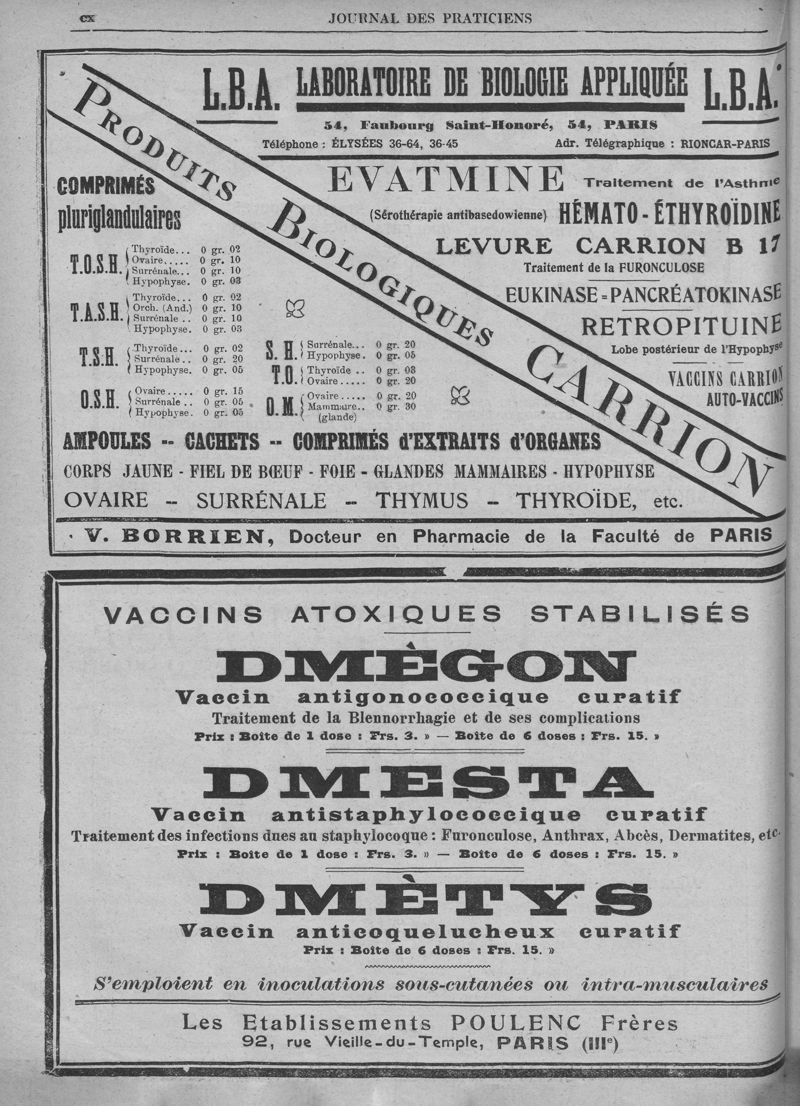 cx
JOURNAL DES PRATICIENS
L.B.A. LABORATOIRE DE BIOLOGIE APPLIQUÉE L.B.A.
54, Faubourg Saint-Honoré, 54, PARIS
Téléphone : ÉLYSÉES 36-64, 36-45 Adr. Télégraphique : RIONCAR-PARIS
PRODUITS BIOLOGIQUES CARRION
COMPRIMÉS
pluriglandulaires
T.O.S.H.
Thyroïde... 0 gr. 02
Ovaire..... 0 gr. 10
Surrénale... 0 gr. 10
Hypophyse. 0 gr. 03
T.A.S.H.
Thyroïde... 0 gr. 02
Orch. (And.) 0 gr. 10
Surrénale .. 0 gr. 10
Hypophyse. 0 gr. 03
T.S.H.
Thyroïde... 0 gr. 02
Surrénale .. 0 gr. 20
Hypophyse. 0 gr. 05
O.S.H.
Ovaire..... 0 gr. 15
Surrénale .. 0 gr. 05
Hypophyse. 0 gr. 05
S. H.
Surrénale... 0 gr. 20
Hypophyse. 0 gr. 05
T.O.
Thyroïde .. 0 gr. 08
Ovaire..... 0 gr. 20
O.M.
Ovaire..... 0 gr. 20
Mammaire.. 0 gr. 30
(glande)
EVATMINE Traitement de l'Asthme
(Sérothérapie antibasedowienne) HÉMATO-ÉTHYROÏDINE
LEVURE CARRION B 17
Traitement de la FURONCULOSE
EUKINASE=PANCRÉATOKINASE
RETROPITUINE
Lobe postérieur de l'Hypophyse
VACCINS CARRION
AUTO-VACCINS
AMPOULES -- CACHETS -- COMPRIMÉS d'EXTRAITS d'ORGANES
CORPS JAUNE - FIEL DE BŒUF - FOIE - GLANDES MAMMAIRES - HYPOPHYSE
OVAIRE -- SURRÉNALE -- THYMUS -- THYROÏDE, etc.
V. BORRIEN, Docteur en Pharmacie de la Faculté de PARIS
VACCINS ATOXIQUES STABILISÉS
DMÈGON
Vaccin antigonococcique curatif
Traitement de la Blennorrhagie et de ses complications
Prix : Boîte de 1 dose : Frs. 3. » — Boîte de 6 doses : Frs. 15. »
DMESTA
Vaccin antistaphylococcique curatif
Traitement des infections dues au staphylocoque : Furonculose, Anthrax, Abcès, Dermatites, etc.
Prix : Boîte de 1 dose : Frs. 3. » — Boîte de 6 doses : Frs. 15. »
DMÈTYS
Vaccin anticoquelucheux curatif
Prix : Boîte de 6 doses : Frs. 15. »
S'emploient en inoculations sous-cutanées ou intra-musculaires
Les Etablissements POULENC Frères
92, rue Vieille-du-Temple, PARIS (IIIe)